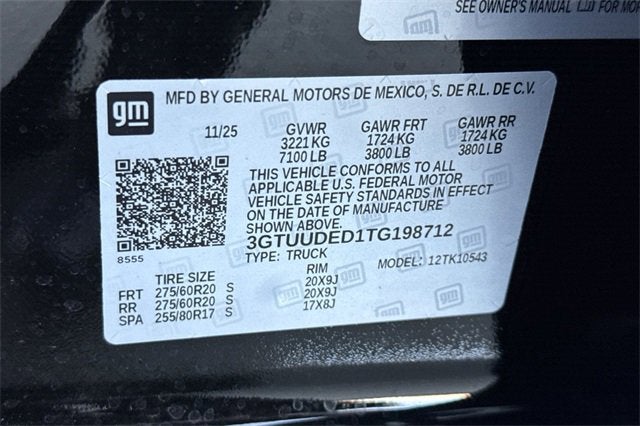 SEE OWNER'S MANUAL
FOR MOR
gm
MFD BY GENERAL MOTORS DE MEXICO, S. DE R.L. DE C.V.
11/25 GVWR GAWR FRT GAWR RR
3221 KG 1724 KG 1724 KG
7100 LB 3800 LB 3800 LB
THIS VEHICLE CONFORMS TO ALL
APPLICABLE U.S. FEDERAL MOTOR
VEHICLE SAFETY STANDARDS IN EFFECT
ON THE DATE OF MANUFACTURE
SHOWN ABOVE.
3GTUUDED1TG198712
8555 TYPE: TRUCK MODEL: 12TK10543
TIRE SIZE RIM
FRT 275/60R20 S 20X9J
RR 275/60R20 S 20X9J
SPA 255/80R17 S 17X8J